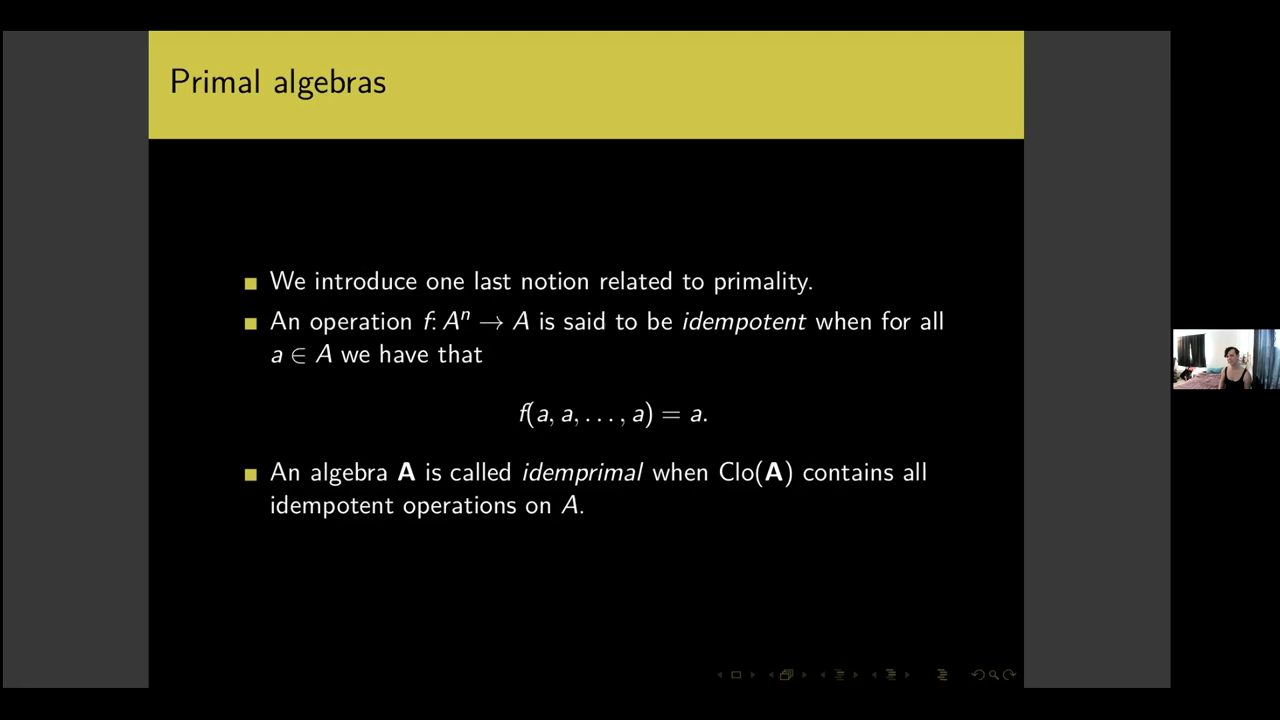 Primal algebras
We introduce one last notion related to primality.
An operation f: Aⁿ → A is said to be idempotent when for all
a ∈ A we have that
f(a, a, . . . , a) = a.
An algebra A is called idemprimal when Clo(A) contains all
idempotent operations on A.